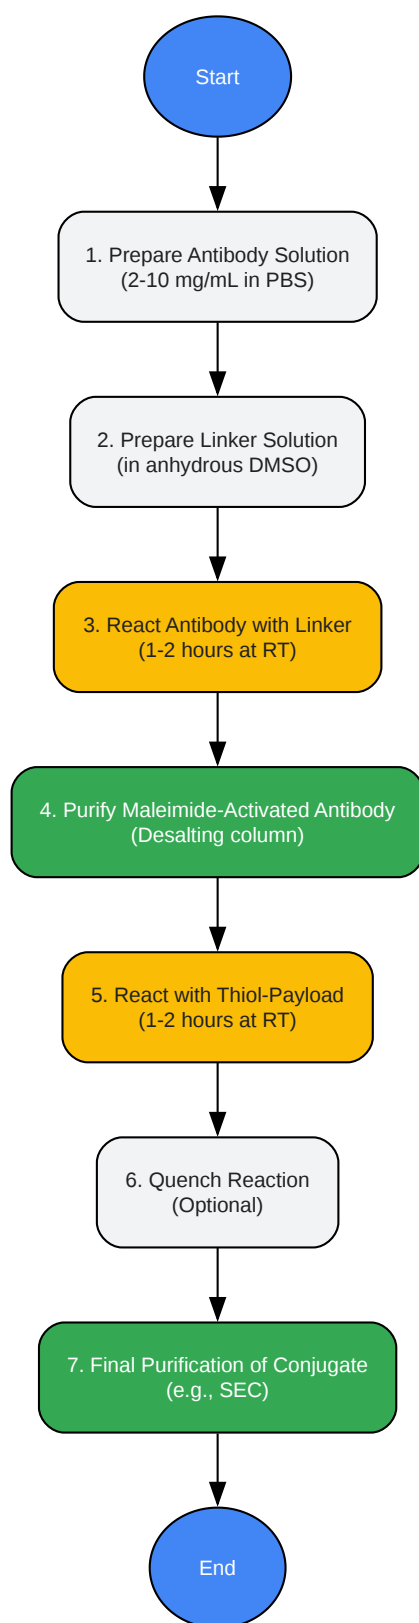 Start
1. Prepare Antibody Solution
(2-10 mg/mL in PBS)
2. Prepare Linker Solution
(in anhydrous DMSO)
3. React Antibody with Linker
(1-2 hours at RT)
4. Purify Maleimide-Activated Antibody
(Desalting column)
5. React with Thiol-Payload
(1-2 hours at RT)
6. Quench Reaction
(Optional)
7. Final Purification of Conjugate
(e.g., SEC)
End